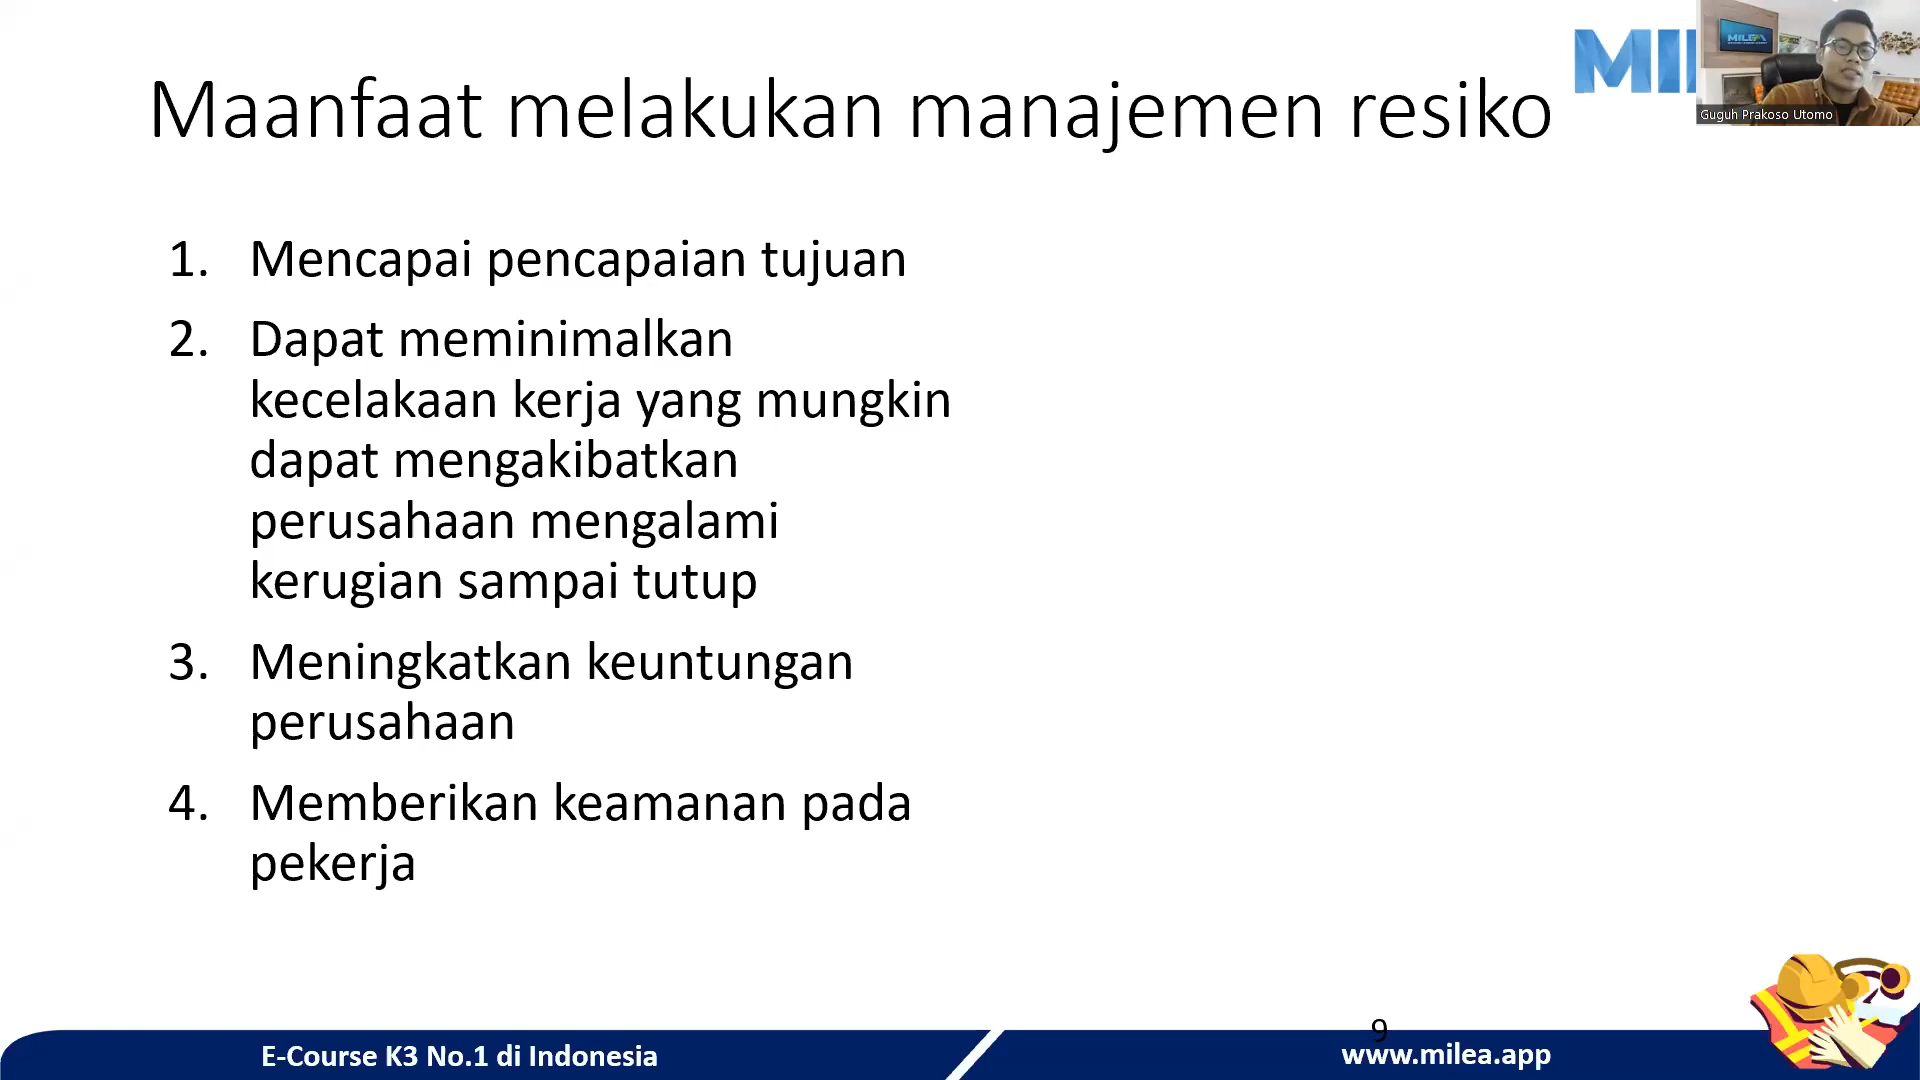 Maanfaat melakukan manajemen resiko
MILEA
Guguh Prakoso Utomo
1. Mencapai pencapaian tujuan
2. Dapat meminimalkan
kecelakaan kerja yang mungkin
dapat mengakibatkan
perusahaan mengalami
kerugian sampai tutup
3. Meningkatkan keuntungan
perusahaan
4. Memberikan keamanan pada
pekerja
9
E-Course K3 No.1 di Indonesia
www.milea.app